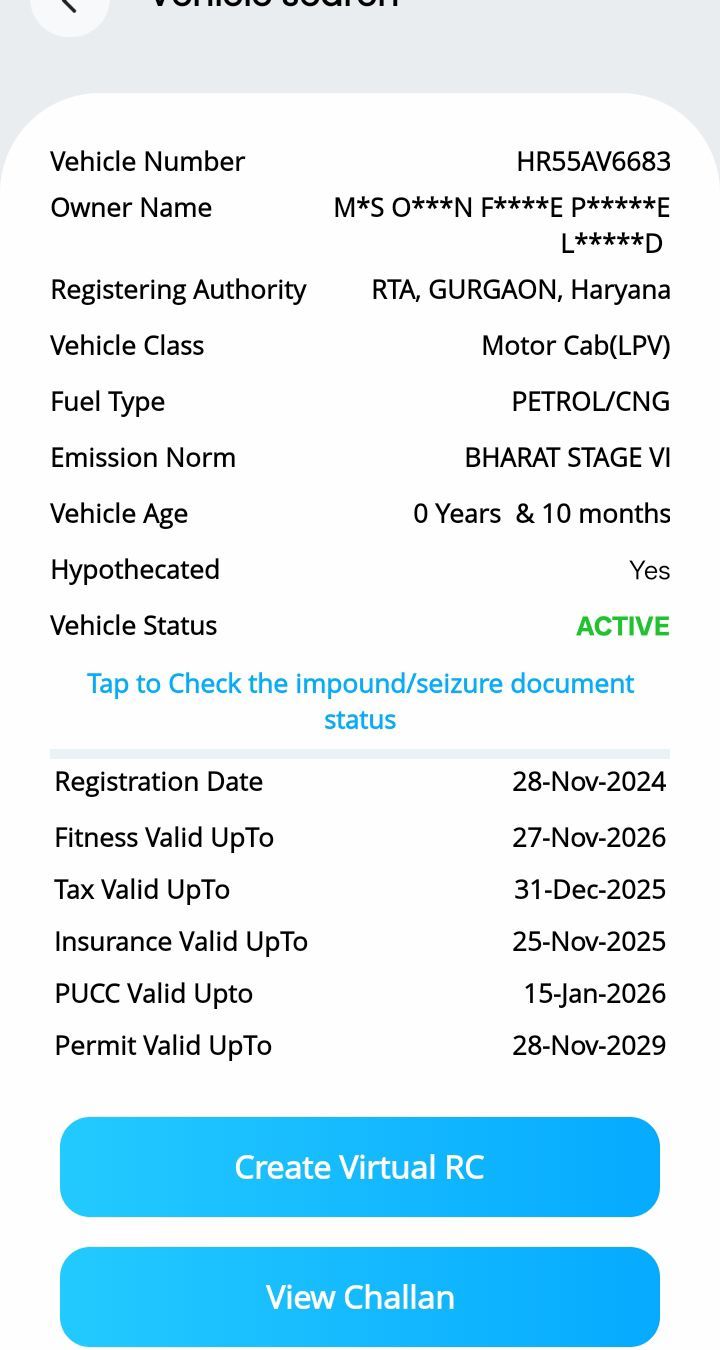 Vehicle search
Vehicle Number HR55AV6683
Owner Name M*S O***N F****E P*****E
L*****D
Registering Authority RTA, GURGAON, Haryana
Vehicle Class Motor Cab(LPV)
Fuel Type PETROL/CNG
Emission Norm BHARAT STAGE VI
Vehicle Age 0 Years & 10 months
Hypothecated Yes
Vehicle Status ACTIVE
Tap to Check the impound/seizure document
status
Registration Date 28-Nov-2024
Fitness Valid UpTo 27-Nov-2026
Tax Valid UpTo 31-Dec-2025
Insurance Valid UpTo 25-Nov-2025
PUCC Valid Upto 15-Jan-2026
Permit Valid UpTo 28-Nov-2029
Create Virtual RC
View Challan